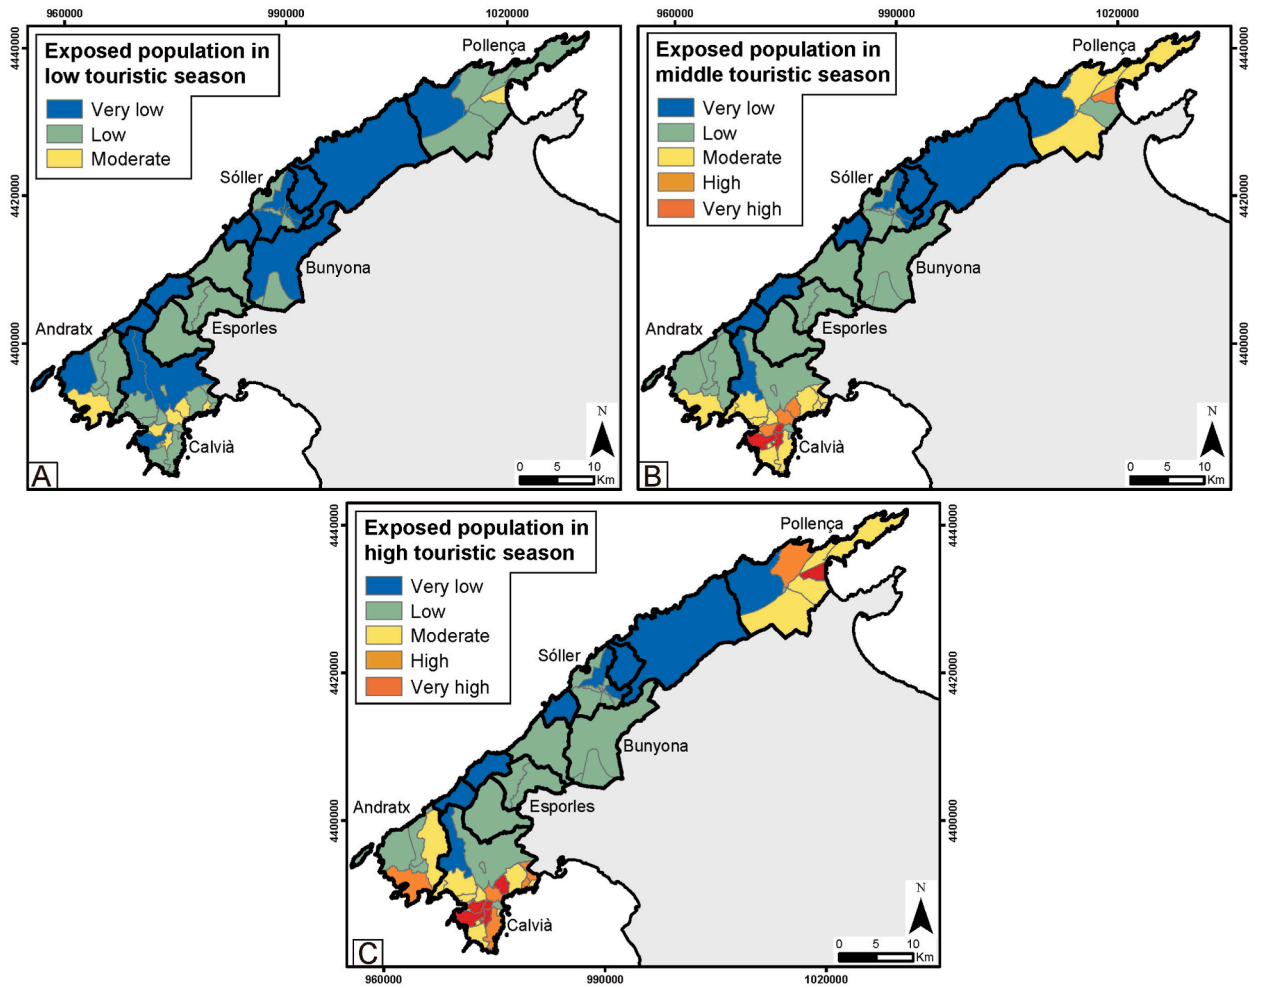 960000
990000
1020000
960000
990000
1020000
Exposed population in
low touristic season
Very low
Low
Moderate
Pollença
Sóller
Bunyona
Esporles
Andratx
Calvià
4440000
4420000
4400000
N
0 5 10
Km
A
Exposed population in
middle touristic season
Very low
Low
Moderate
High
Very high
Pollença
Sóller
Bunyona
Esporles
Andratx
Calvià
4440000
4420000
4400000
N
0 5 10
Km
B
Exposed population in
high touristic season
Very low
Low
Moderate
High
Very high
Pollença
Sóller
Bunyona
Esporles
Andratx
Calvià
4440000
4420000
4400000
4440000
4420000
4400000
N
0 5 10
Km
C
960000
990000
1020000